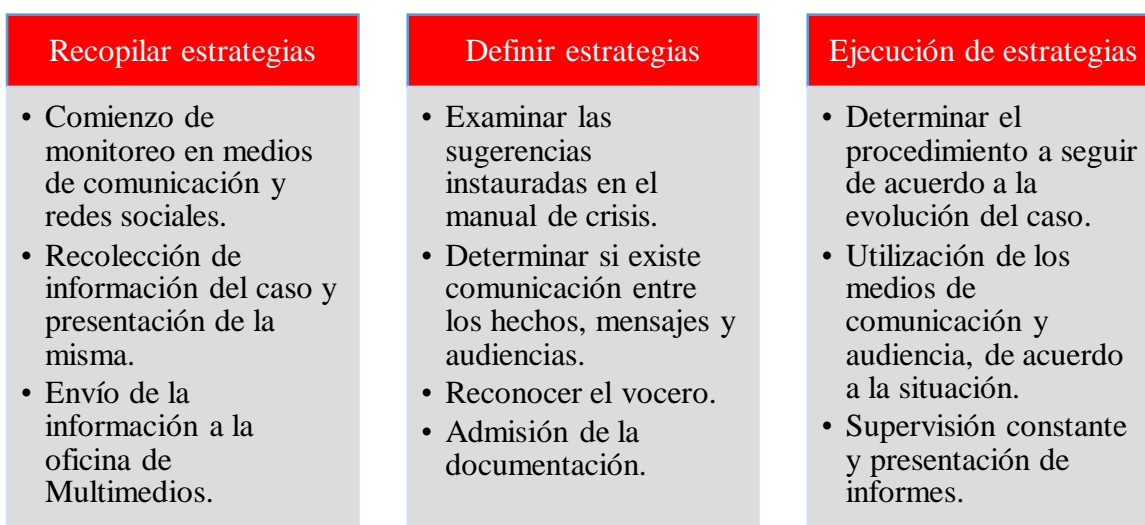 Recopilar estrategias
• Comienzo de
monitoreo en medios
de comunicación y
redes sociales.
• Recolección de
información del caso y
presentación de la
misma.
• Envío de la
información a la
oficina de
Multimedios.
Definir estrategias
• Examinar las
sugerencias
instauradas en el
manual de crisis.
• Determinar si existe
comunicación entre
los hechos, mensajes y
audiencias.
• Reconocer el vocero.
• Admisión de la
documentación.
Ejecución de estrategias
• Determinar el
procedimiento a seguir
de acuerdo a la
evolución del caso.
• Utilización de los
medios de
comunicación y
audiencia, de acuerdo
a la situación.
• Supervisión constante
y presentación de
informes.